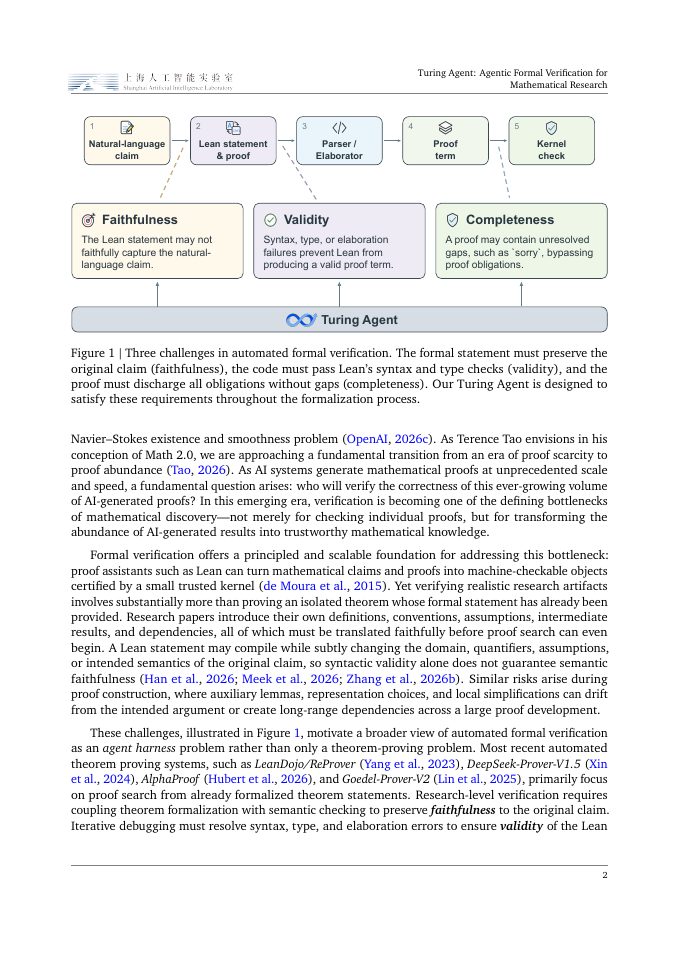 上海人工智能实验室
Shanghai Artificial Intelligence Laboratory
Turing Agent: Agentic Formal Verification for
Mathematical Research
1
Natural-language
claim
2
Lean statement
& proof
3
Parser /
Elaborator
4
Proof
term
5
Kernel
check
Faithfulness
The Lean statement may not
faithfully capture the natural-
language claim.
Validity
Syntax, type, or elaboration
failures prevent Lean from
producing a valid proof term.
Completeness
A proof may contain unresolved
gaps, such as `sorry`, bypassing
proof obligations.
Turing Agent
Figure 1 | Three challenges in automated formal verification. The formal statement must preserve the
original claim (faithfulness), the code must pass Lean's syntax and type checks (validity), and the
proof must discharge all obligations without gaps (completeness). Our Turing Agent is designed to
satisfy these requirements throughout the formalization process.
Navier–Stokes existence and smoothness problem (OpenAI, 2026c). As Terence Tao envisions in his
conception of Math 2.0, we are approaching a fundamental transition from an era of proof scarcity to
proof abundance (Tao, 2026). As AI systems generate mathematical proofs at unprecedented scale
and speed, a fundamental question arises: who will verify the correctness of this ever-growing volume
of AI-generated proofs? In this emerging era, verification is becoming one of the defining bottlenecks
of mathematical discovery—not merely for checking individual proofs, but for transforming the
abundance of AI-generated results into trustworthy mathematical knowledge.
Formal verification offers a principled and scalable foundation for addressing this bottleneck:
proof assistants such as Lean can turn mathematical claims and proofs into machine-checkable objects
certified by a small trusted kernel (de Moura et al., 2015). Yet verifying realistic research artifacts
involves substantially more than proving an isolated theorem whose formal statement has already been
provided. Research papers introduce their own definitions, conventions, assumptions, intermediate
results, and dependencies, all of which must be translated faithfully before proof search can even
begin. A Lean statement may compile while subtly changing the domain, quantifiers, assumptions,
or intended semantics of the original claim, so syntactic validity alone does not guarantee semantic
faithfulness (Han et al., 2026; Meek et al., 2026; Zhang et al., 2026b). Similar risks arise during
proof construction, where auxiliary lemmas, representation choices, and local simplifications can drift
from the intended argument or create long-range dependencies across a large proof development.
These challenges, illustrated in Figure 1, motivate a broader view of automated formal verification
as an agent harness problem rather than only a theorem-proving problem. Most recent automated
theorem proving systems, such as LeanDojo/ReProver (Yang et al., 2023), DeepSeek-Prover-V1.5 (Xin
et al., 2024), AlphaProof (Hubert et al., 2026), and Goedel-Prover-V2 (Lin et al., 2025), primarily focus
on proof search from already formalized theorem statements. Research-level verification requires
coupling theorem formalization with semantic checking to preserve faithfulness to the original claim.
Iterative debugging must resolve syntax, type, and elaboration errors to ensure validity of the Lean
2